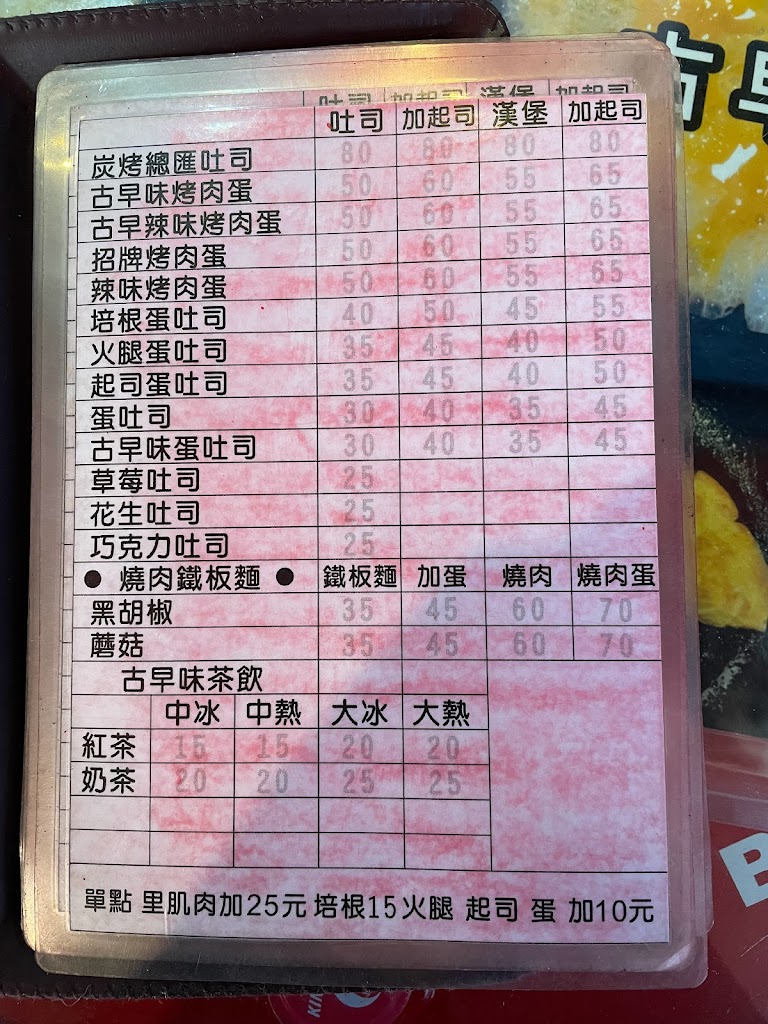 吐司 加起司 漢堡 加起司
吐司 加起司 漢堡 加起司
炭烤總匯吐司 80 80 80 80
古早味烤肉蛋 50 60 55 65
古早辣味烤肉蛋 50 60 55 65
招牌烤肉蛋 50 60 55 65
辣味烤肉蛋 50 60 55 65
培根蛋吐司 40 50 45 55
火腿蛋吐司 35 45 40 50
起司蛋吐司 35 45 40 50
蛋吐司 30 40 35 45
古早味蛋吐司 30 40 35 45
草莓吐司 25
花生吐司 25
巧克力吐司 25
● 燒肉鐵板麵 ● 鐵板麵 加蛋 燒肉 燒肉蛋
黑胡椒 35 45 60 70
蘑菇 35 45 60 70
古早味茶飲
中冰 中熱 大冰 大熱
紅茶 15 15 20 20
奶茶 20 20 25 25
單點 里肌肉加25元 培根15 火腿 起司 蛋 加10元